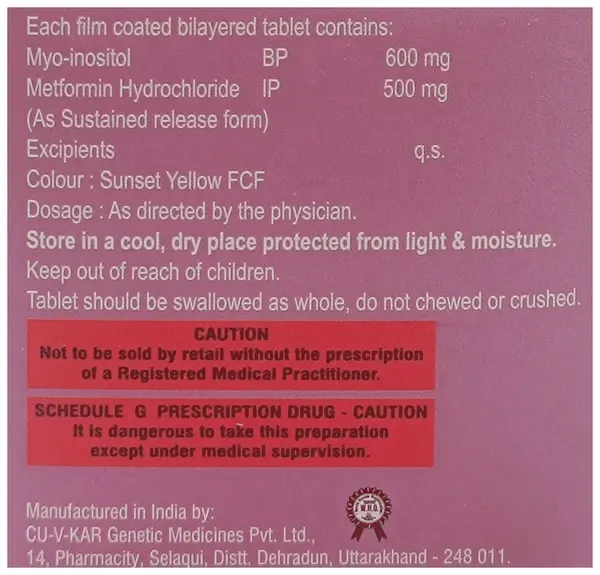 Each film coated bilayered tablet contains:
Myo-inositol BP 600 mg
Metformin Hydrochloride IP 500 mg
(As Sustained release form)
Excipients q.s.
Colour : Sunset Yellow FCF
Dosage : As directed by the physician.
Store in a cool, dry place protected from light & moisture.
Keep out of reach of children.
Tablet should be swallowed as whole, do not chewed or crushed.
CAUTION
Not to be sold by retail without the prescription
of a Registered Medical Practitioner.
SCHEDULE G PRESCRIPTION DRUG - CAUTION
It is dangerous to take this preparation
except under medical supervision.
Manufactured in India by:
W.H.O.
CU-V-KAR Genetic Medicines Pvt. Ltd.,
14, Pharmacity, Selaqui, Distt. Dehradun, Uttarakhand - 248 011.